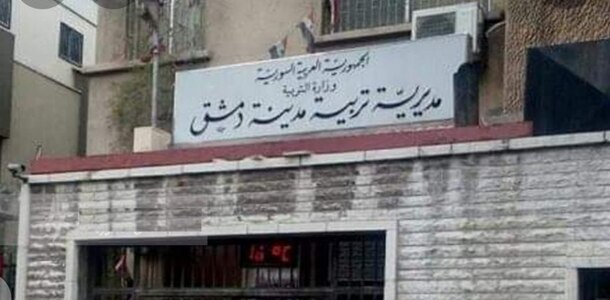 الجمهورية العربية السورية
وزارة التربية
مديرية تربية مدينة دمشق